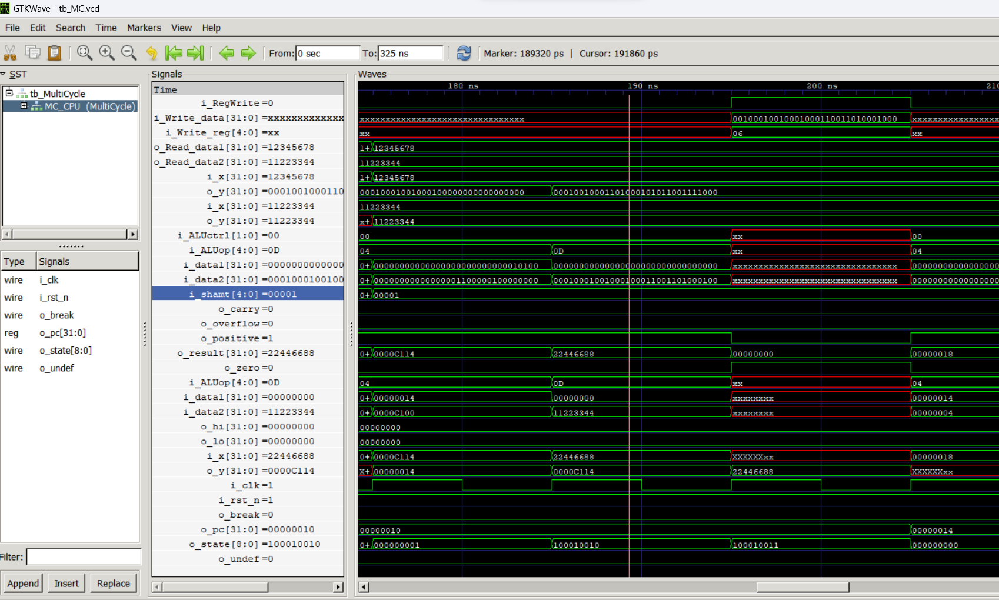 GTKWave - tb_MC.vcd
File Edit Search Time Markers View Help
From: 0 sec To: 325 ns Marker: 189320 ps | Cursor: 191860 ps
SST
tb_MultiCycle
MC_CPU (MultiCycle)
Type Signals
wire i_clk
wire i_rst_n
wire o_break
reg o_pc[31:0]
wire o_state[8:0]
wire o_undef
Filter:
Append Insert Replace
Signals
Time
i_RegWrite=0
i_Write_data[31:0]=xxxxxxxxxxxxx
i_Write_reg[4:0]=xx
o_Read_data1[31:0]=12345678
o_Read_data2[31:0]=11223344
i_x[31:0]=12345678
o_y[31:0]=0001001000110
i_x[31:0]=11223344
o_y[31:0]=11223344
i_ALUctrl[1:0]=00
i_ALUop[4:0]=0D
i_data1[31:0]=0000000000000
i_data2[31:0]=0001000100100
i_shamt[4:0]=00001
o_carry=0
o_overflow=0
o_positive=1
o_result[31:0]=22446688
o_zero=0
i_ALUop[4:0]=0D
i_data1[31:0]=00000000
i_data2[31:0]=11223344
o_hi[31:0]=00000000
o_lo[31:0]=00000000
i_x[31:0]=22446688
o_y[31:0]=0000C114
i_clk=1
i_rst_n=1
o_break=0
o_pc[31:0]=00000010
o_state[8:0]=100010010
o_undef=0
Waves
180 ns 190 ns 200 ns 210
xxxxxxxxxxxxxxxxxxxxxxxxxxxxxxxx 00100010010001000110011010001000 xxxxxxxxxxxxxxxxx
xx 06 xx
1+ 12345678
11223344
1+ 12345678
00010001001000100000000000000000 00010010001101000101011001111000
11223344
x+ 11223344
00 xx 00
04 0D xx 04
0+ 00000000000000000000000000010100 00000000000000000000000000000000 xxxxxxxxxxxxxxxxxxxxxxxxxxxxxxxx 00000000000000000
0+ 00000000000000001100000100000000 00010001001000100011001101000100 xxxxxxxxxxxxxxxxxxxxxxxxxxxxxxxx 00000000000000000
0+ 00001
0+ 0000C114 22446688 00000000 00000018
04 0D xx 04
0+ 00000014 00000000 xxxxxxxx 00000014
0+ 0000C100 11223344 xxxxxxxx 00000004
00000000
00000000
0+ 0000C114 22446688 XXXXXXxx 00000018
X+ 00000014 0000C114 22446688 XXXXXXxx
00000010 00000014
0+ 000000001 100010010 100010011 000000000